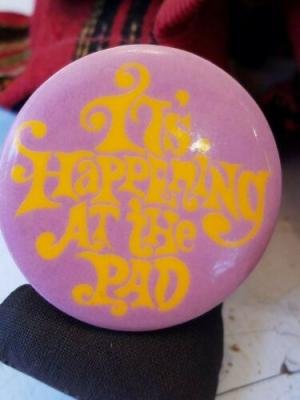 It's
Happening
At the
Pad